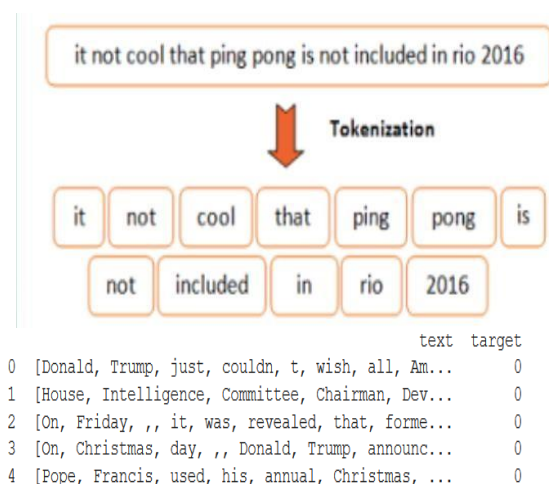 it not cool that ping pong is not included in rio 2016
Tokenization
it not cool that ping pong is
not included in rio 2016
text target
0 [Donald, Trump, just, couldn, t, wish, all, Am... 0
1 [House, Intelligence, Committee, Chairman, Dev... 0
2 [On, Friday, ,, it, was, revealed, that, forme... 0
3 [On, Christmas, day, ,, Donald, Trump, announc... 0
4 [Pope, Francis, used, his, annual, Christmas, ... 0